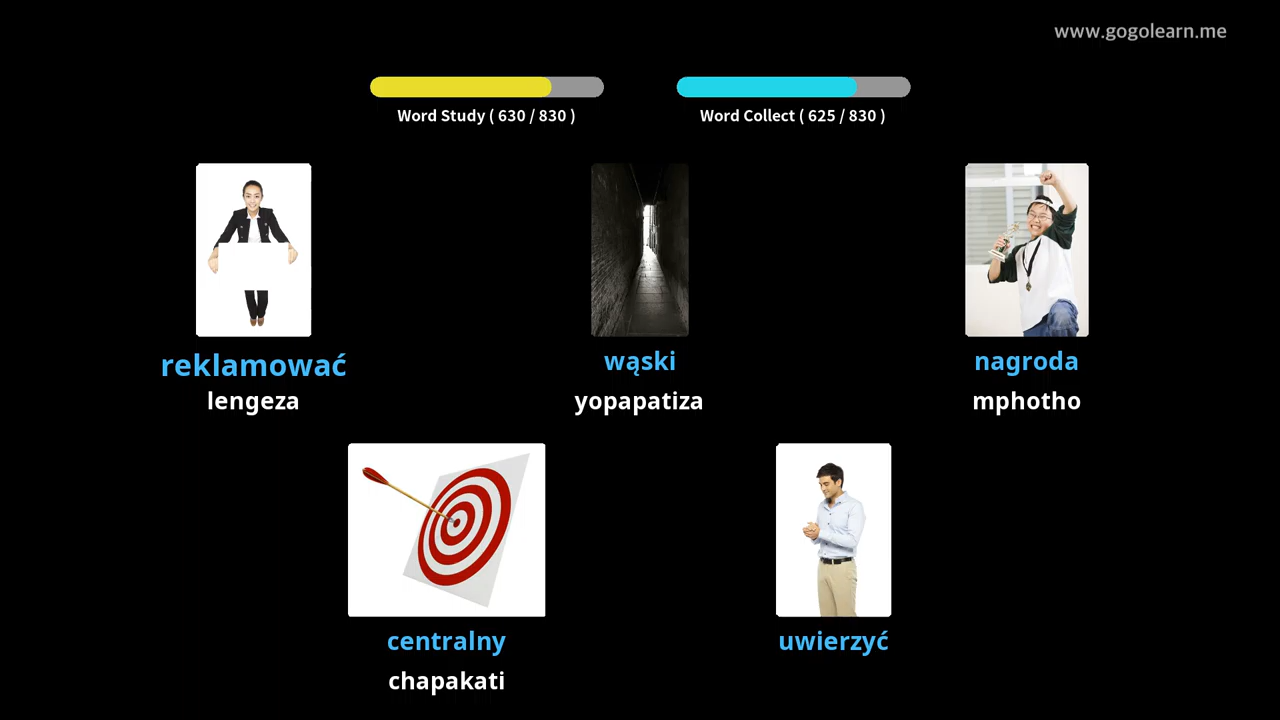 www.gogolearn.me
Word Study ( 630 / 830 )
Word Collect ( 625 / 830 )
reklamować
lengeza
wąski
yopapatiza
nagroda
mphotho
centralny
chapakati
uwierzyć